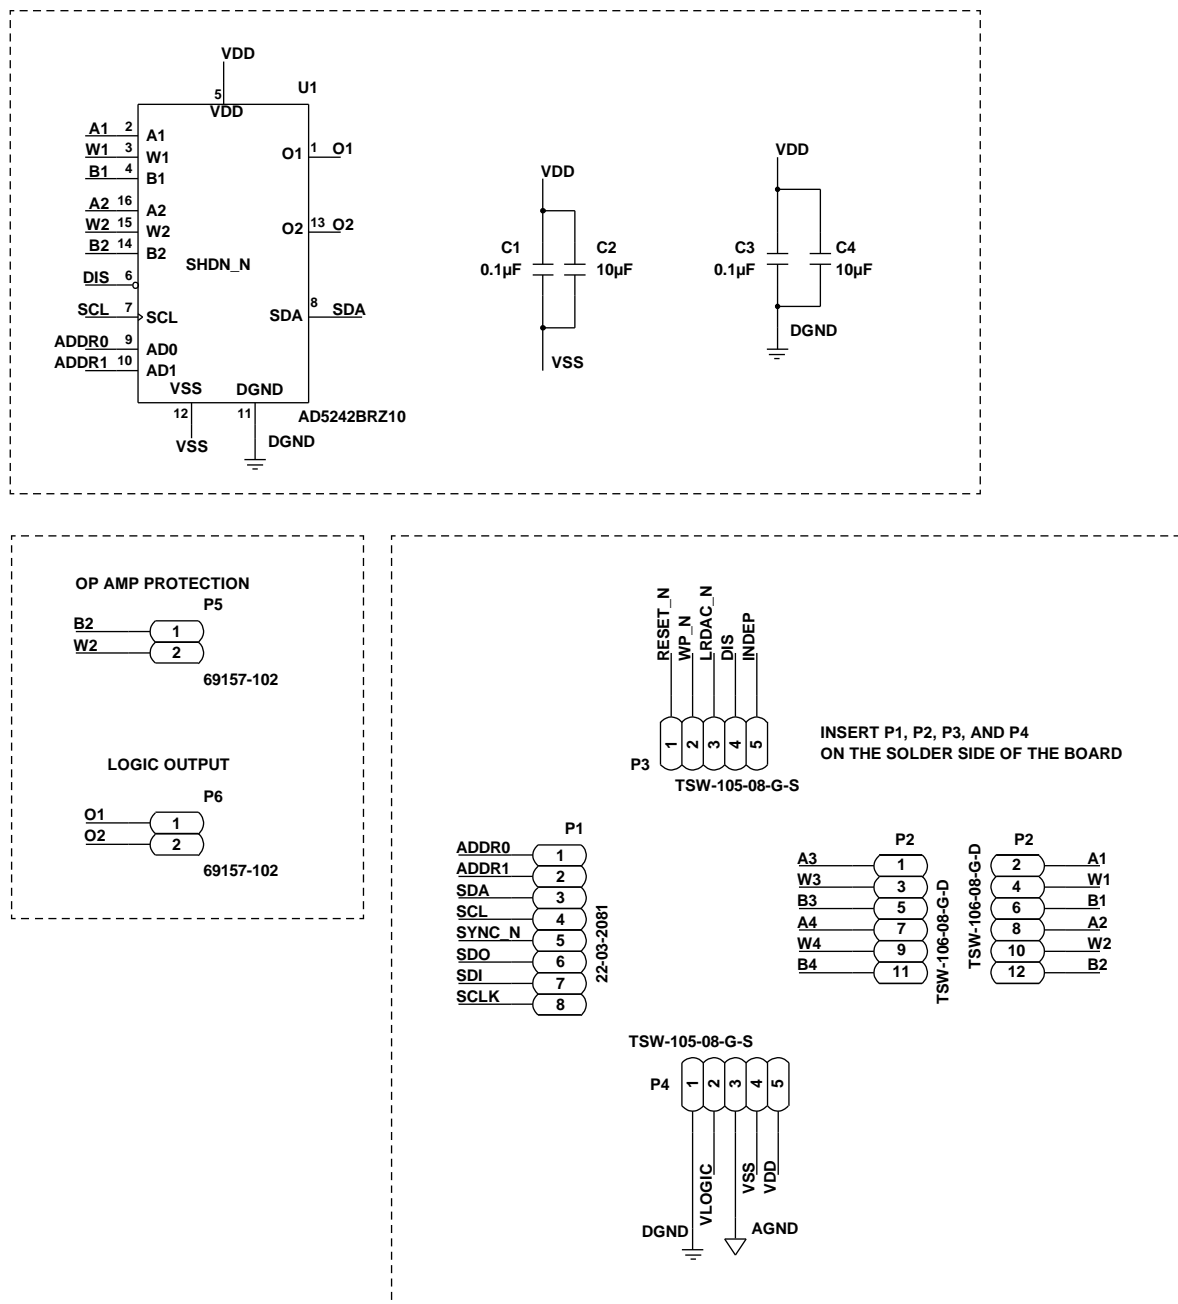 VDD
U1
5
VDD
A1 2 A1
W1 3 W1
B1 4 B1
O1 1 O1
A2 16 A2
W2 15 W2
B2 14 B2
O2 13 O2
SHDN_N
DIS 6
SCL 7 SCL
SDA 8 SDA
ADDR0 9 AD0
ADDR1 10 AD1
VSS DGND
12 11
AD5242BRZ10
VSS
DGND
VDD
C1 C2
0.1µF 10µF
VSS
VDD
C3 C4
0.1µF 10µF
DGND
OP AMP PROTECTION
P5
B2 1
W2 2
69157-102
LOGIC OUTPUT
P6
O1 1
O2 2
69157-102
RESET_N
WP_N
LRDAC_N
DIS
INDEP
1 2 3 4 5
P3
TSW-105-08-G-S
INSERT P1, P2, P3, AND P4
ON THE SOLDER SIDE OF THE BOARD
P1
ADDR0 1
ADDR1 2
SDA 3
SCL 4
SYNC_N 5
SDO 6
SDI 7
SCLK 8
22-03-2081
P2
A3 1
W3 3
B3 5
A4 7
W4 9
B4 11
TSW-106-08-G-D
P2
2 A1
4 W1
6 B1
8 A2
10 W2
12 B2
TSW-106-08-G-D
TSW-105-08-G-S
P4
1 2 3 4 5
VLOGIC
VSS
VDD
DGND
AGND